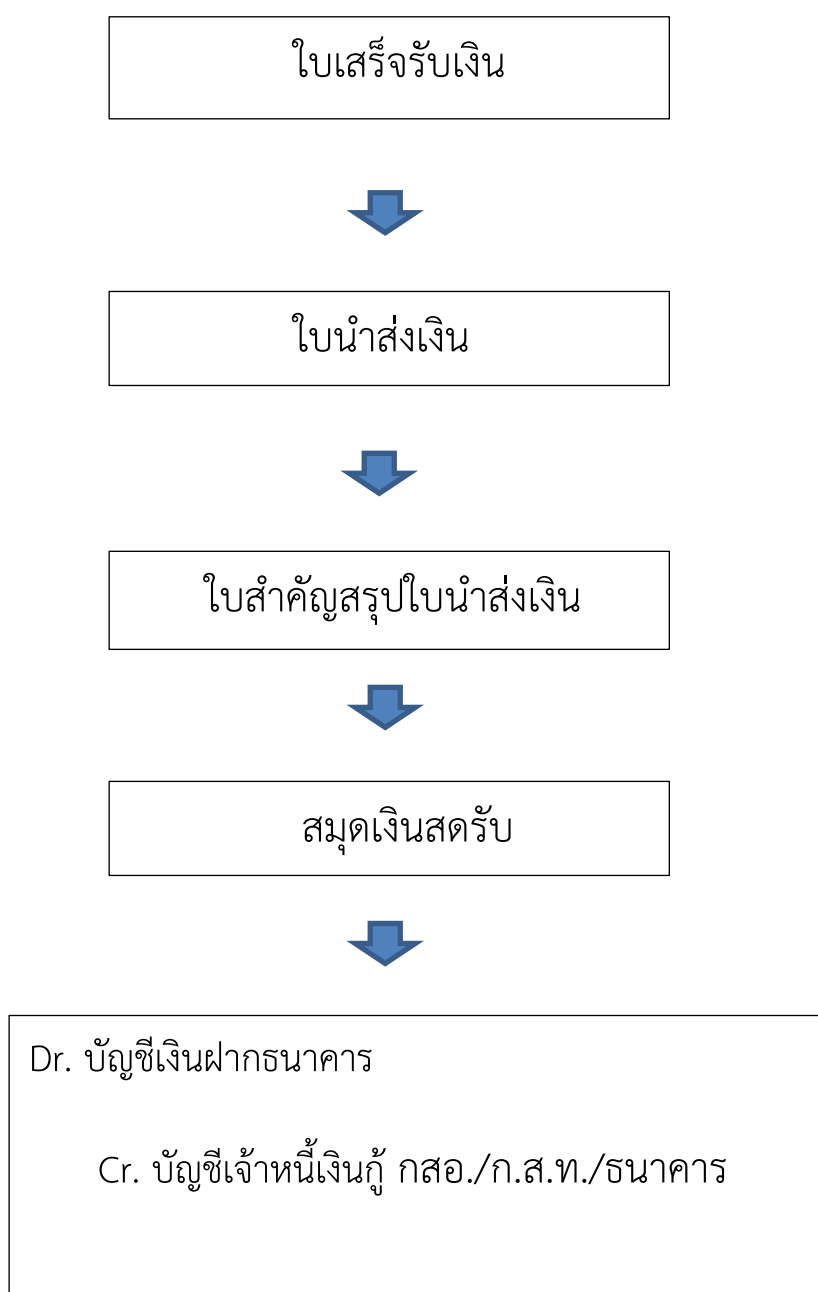 ใบเสร็จรับเงิน
ใบนำส่งเงิน
ใบสำคัญสรุปใบนำส่งเงิน
สมุดเงินสดรับ
Dr. บัญชีเงินฝากธนาคาร
Cr. บัญชีเจ้าหนี้เงินกู้ กสอ./ก.ส.ท./ธนาคาร